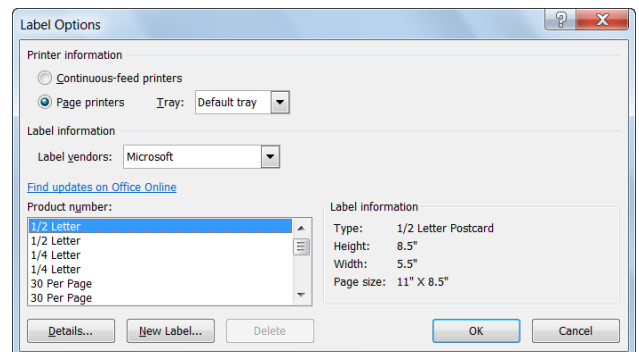 Label Options
Printer information
Continuous-feed printers
Page printers Tray: Default tray
Label information
Label vendors: Microsoft
Find updates on Office Online
Product number:
1/2 Letter
1/2 Letter
1/4 Letter
1/4 Letter
30 Per Page
30 Per Page
Label information
Type: 1/2 Letter Postcard
Height: 8.5"
Width: 5.5"
Page size: 11" X 8.5"
Details... New Label... Delete OK Cancel